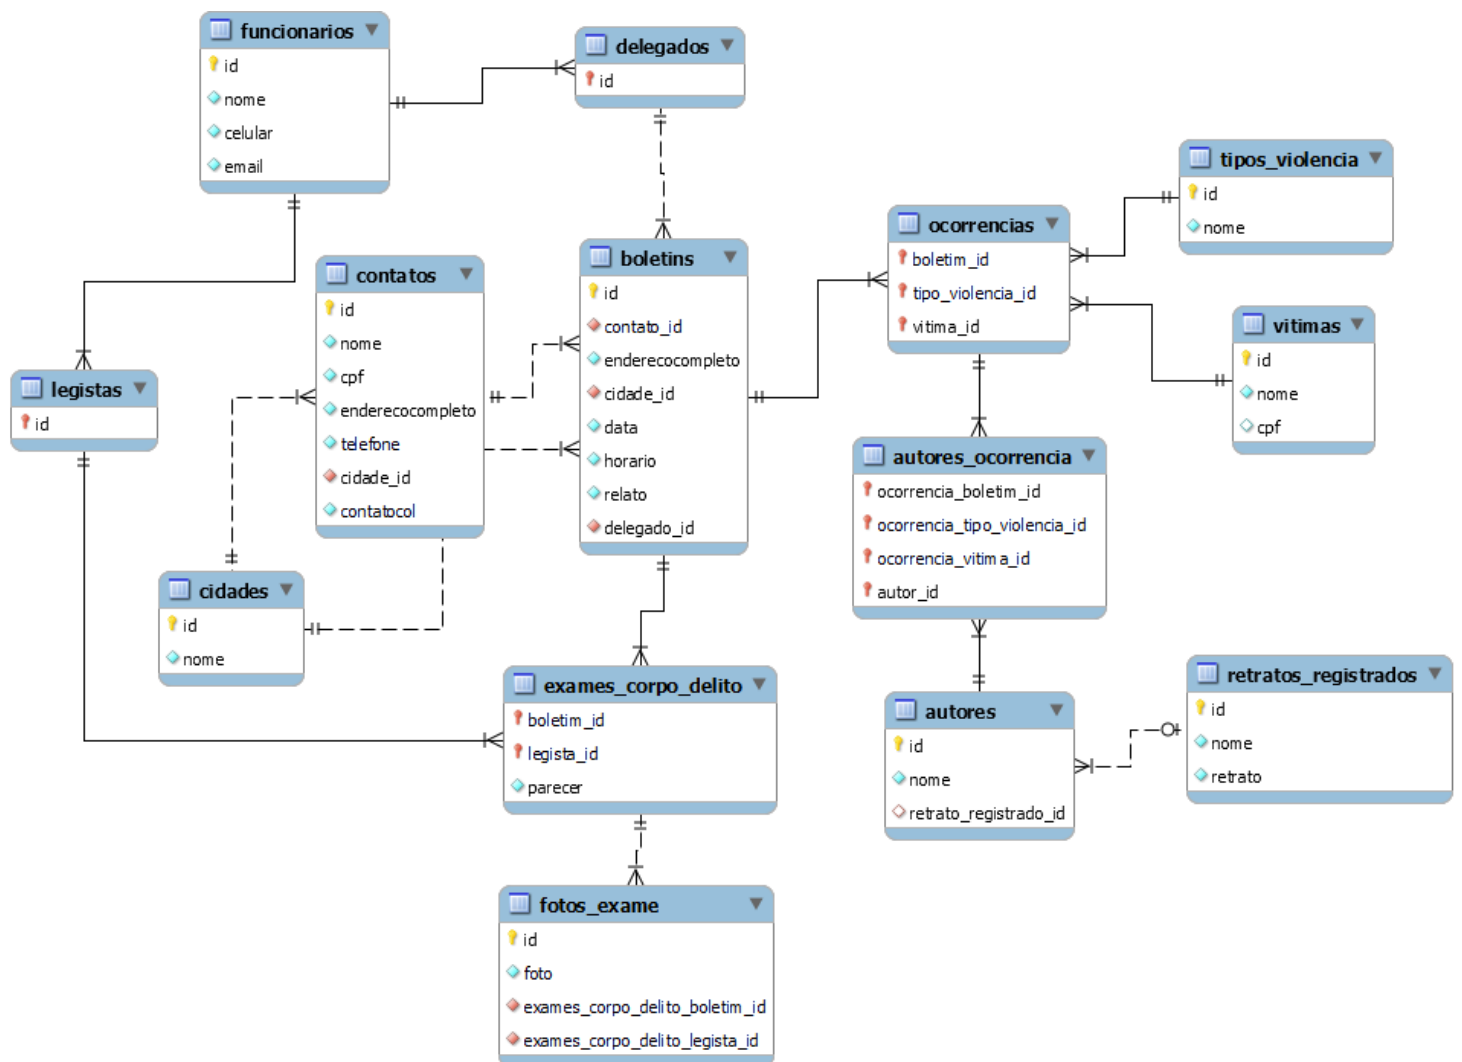 funcionarios
id
nome
celular
email
delegados
id
tipos_violencia
id
nome
ocorrencias
boletim_id
tipo_violencia_id
vitima_id
boletins
id
contato_id
enderecocompleto
cidade_id
data
horario
relato
delegado_id
contatos
id
nome
cpf
enderecocompleto
telefone
cidade_id
contatocol
vitimas
id
nome
cpf
legistas
id
autores_ocorrencia
ocorrencia_boletim_id
ocorrencia_tipo_violencia_id
ocorrencia_vitima_id
autor_id
cidades
id
nome
exames_corpo_delito
boletim_id
legista_id
parecer
autores
id
nome
retrato_registrado_id
retratos_registrados
id
nome
retrato
fotos_exame
id
foto
exames_corpo_delito_boletim_id
exames_corpo_delito_legista_id